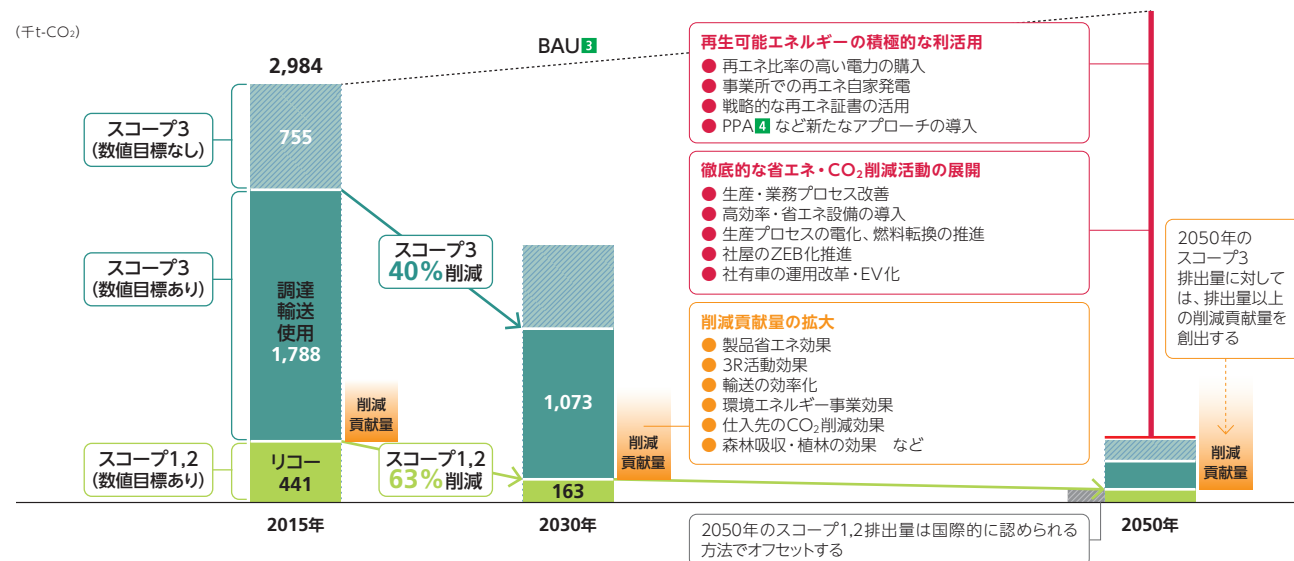 (千t-CO₂)
2,984
BAU 3
スコープ3
(数値目標なし)
755
スコープ3
(数値目標あり)
調達
輸送
使用
1,788
スコープ1,2
(数値目標あり)
リコー
441
削減
貢献量
2015年
スコープ3
40%削減
スコープ1,2
63%削減
1,073
163
削減
貢献量
2030年
再生可能エネルギーの積極的な利活用
● 再エネ比率の高い電力の購入
● 事業所での再エネ自家発電
● 戦略的な再エネ証書の活用
● PPA 4 など新たなアプローチの導入
徹底的な省エネ・CO₂削減活動の展開
● 生産・業務プロセス改善
● 高効率・省エネ設備の導入
● 生産プロセスの電化、燃料転換の推進
● 社屋のZEB化推進
● 社有車の運用改革・EV化
削減貢献量の拡大
● 製品省エネ効果
● 3R活動効果
● 輸送の効率化
● 環境エネルギー事業効果
● 仕入先のCO₂削減効果
● 森林吸収・植林の効果 など
2050年のスコープ1,2排出量は国際的に認められる
方法でオフセットする
2050年の
スコープ3
排出量に対して
は、排出量以上
の削減貢献量を
創出する
削減
貢献量
2050年